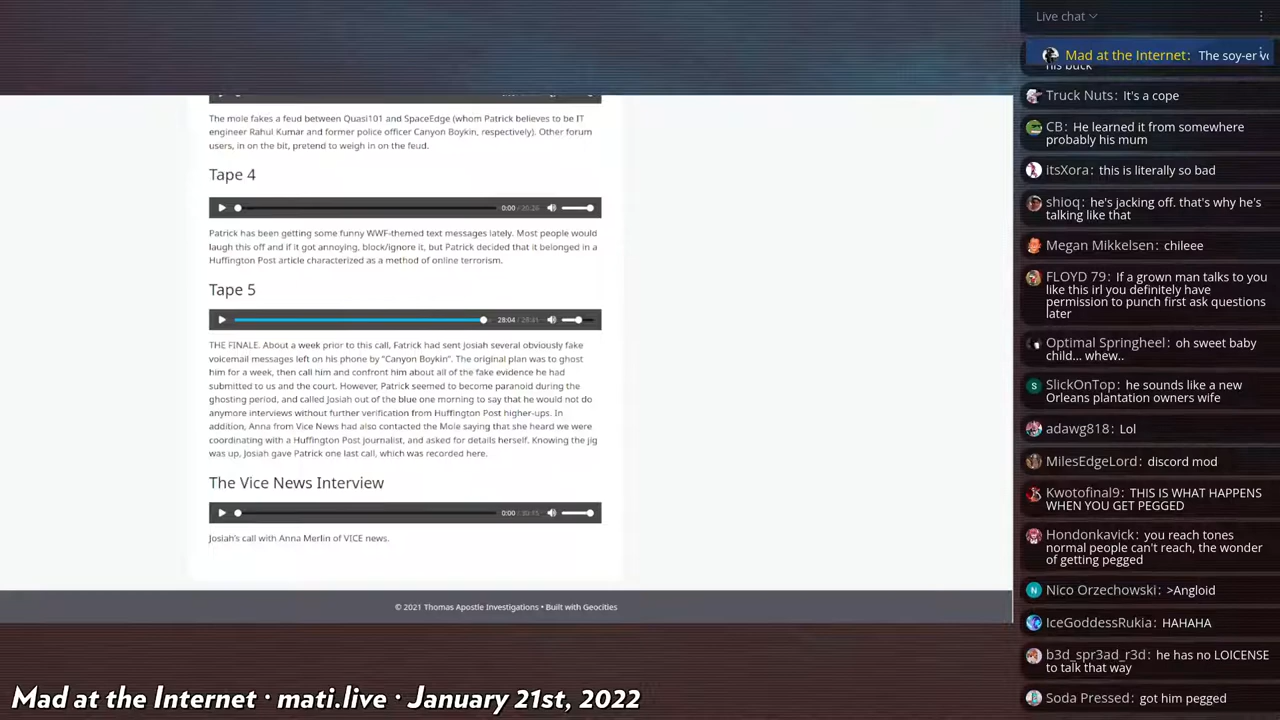 The mole fakes a feud between Quasi101 and SpaceEdge (whom Patrick believes to be IT
engineer Rahul Kumar and former police officer Canyon Boykin, respectively). Other forum
users, in on the bit, pretend to weigh in on the feud.
Tape 4
0:00 / 20:26
Patrick has been getting some funny WWF-themed text messages lately. Most people would
laugh this off and if it got annoying, block/ignore it, but Patrick decided that it belonged in a
Huffington Post article characterized as a method of online terrorism.
Tape 5
28:04 / 28:45
THE FINALE. About a week prior to this call, Fatrick had sent Josiah several obviously fake
voicemail messages left on his phone by "Canyon Boykin". The original plan was to ghost
him for a week, then call him and confront him about all of the fake evidence he had
submitted to us and the court. However, Patrick seemed to become paranoid during the
ghosting period, and called Josiah out of the blue one morning to say that he would not do
anymore interviews without further verification from Huffington Post higher-ups. In
addition, Anna from Vice News had also contacted the Mole saying that she heard we were
coordinating with a Huffington Post journalist, and asked for details herself. Knowing the jig
was up, Josiah gave Patrick one last call, which was recorded here.
The Vice News Interview
0:00
Josiah's call with Anna Merlin of VICE news.
© 2021 Thomas Apostle Investigations • Built with Geocities
Mad at the Internet · mati.live · January 21st, 2022
Live chat
Mad at the Internet: The soy-er
his buck
Truck Nuts: It's a cope
CB: He learned it from somewhere
probably his mum
itsXora: this is literally so bad
shioq: he's jacking off. that's why he's
talking like that
Megan Mikkelsen: chileee
FLOYD 79: If a grown man talks to you
like this irl you definitely have
permission to punch first ask questions
later
Optimal Springheel: oh sweet baby
child... whew..
S
SlickOnTop: he sounds like a new
Orleans plantation owners wife
adawg818: Lol
MilesEdgeLord: discord mod
Kwotofinal9: THIS IS WHAT HAPPENS
WHEN YOU GET PEGGED
Hondonkavick: you reach tones
normal people can't reach, the wonder
of getting pegged
N
Nico Orzechowski: >Angloid
IceGoddessRukia: HAHAHA
b3d_spr3ad_r3d: he has no LOICENSE
to talk that way
Soda Pressed: got him pegged